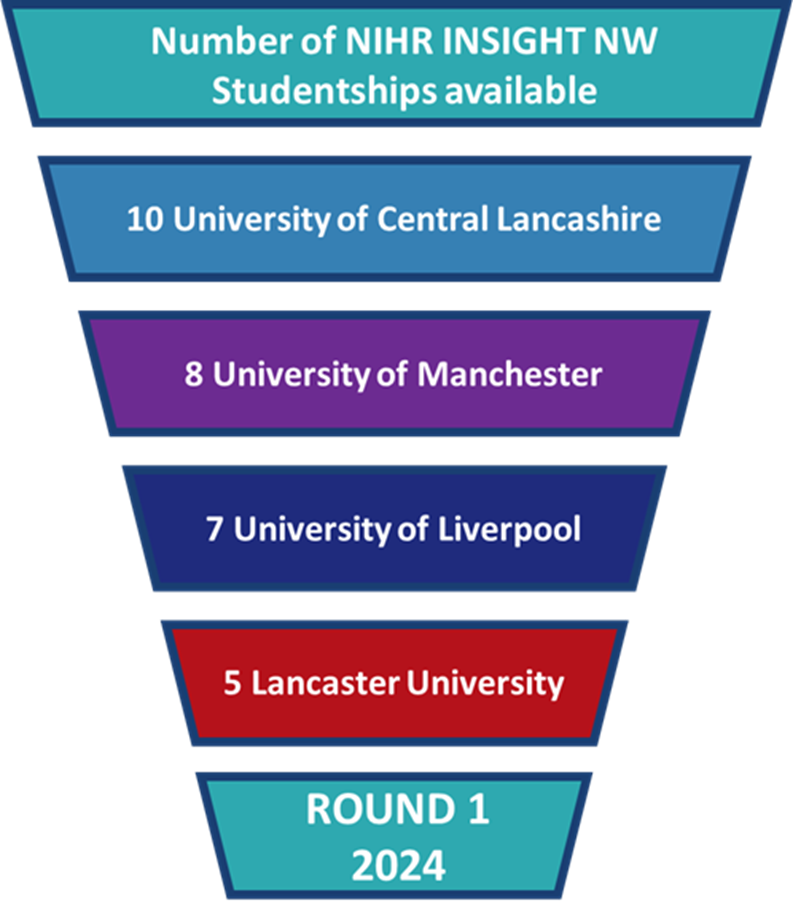 Number of NIHR INSIGHT NW
Studentships available
10 University of Central Lancashire
8 University of Manchester
7 University of Liverpool
5 Lancaster University
ROUND 1
2024